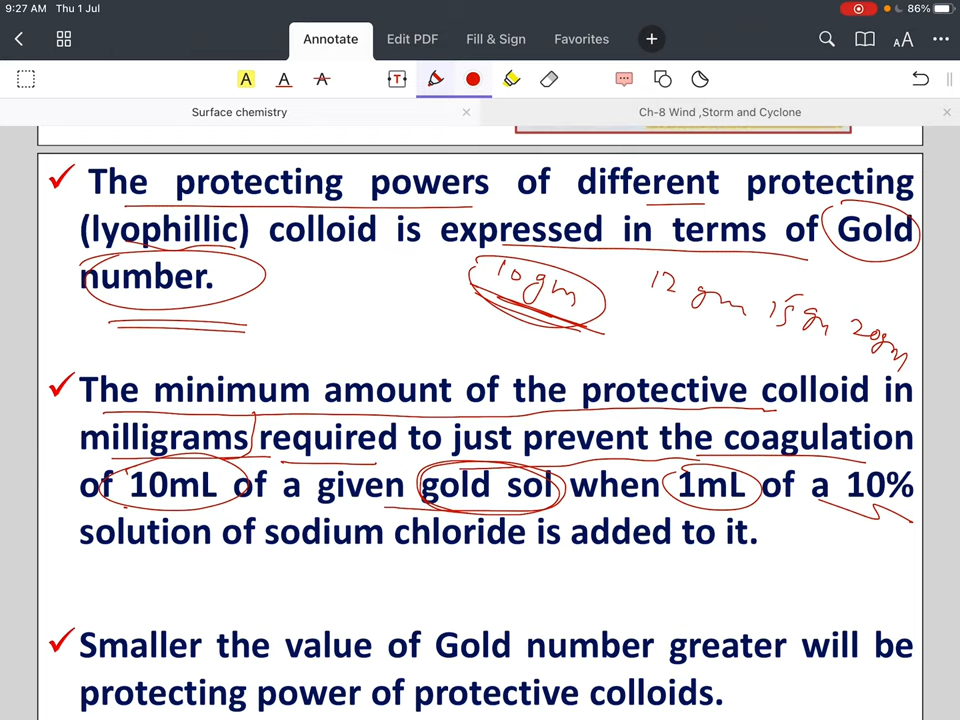 9:27 AM Thu 1 Jul 86%
Annotate Edit PDF Fill & Sign Favorites
A A A T AA
Surface chemistry Ch-8 Wind ,Storm and Cyclone
The protecting powers of different protecting
(lyophillic) colloid is expressed in terms of Gold
number.
10gm 12 gm 15 gm 20gm
The minimum amount of the protective colloid in
milligrams required to just prevent the coagulation
of 10mL of a given gold sol when 1mL of a 10%
solution of sodium chloride is added to it.
Smaller the value of Gold number greater will be
protecting power of protective colloids.